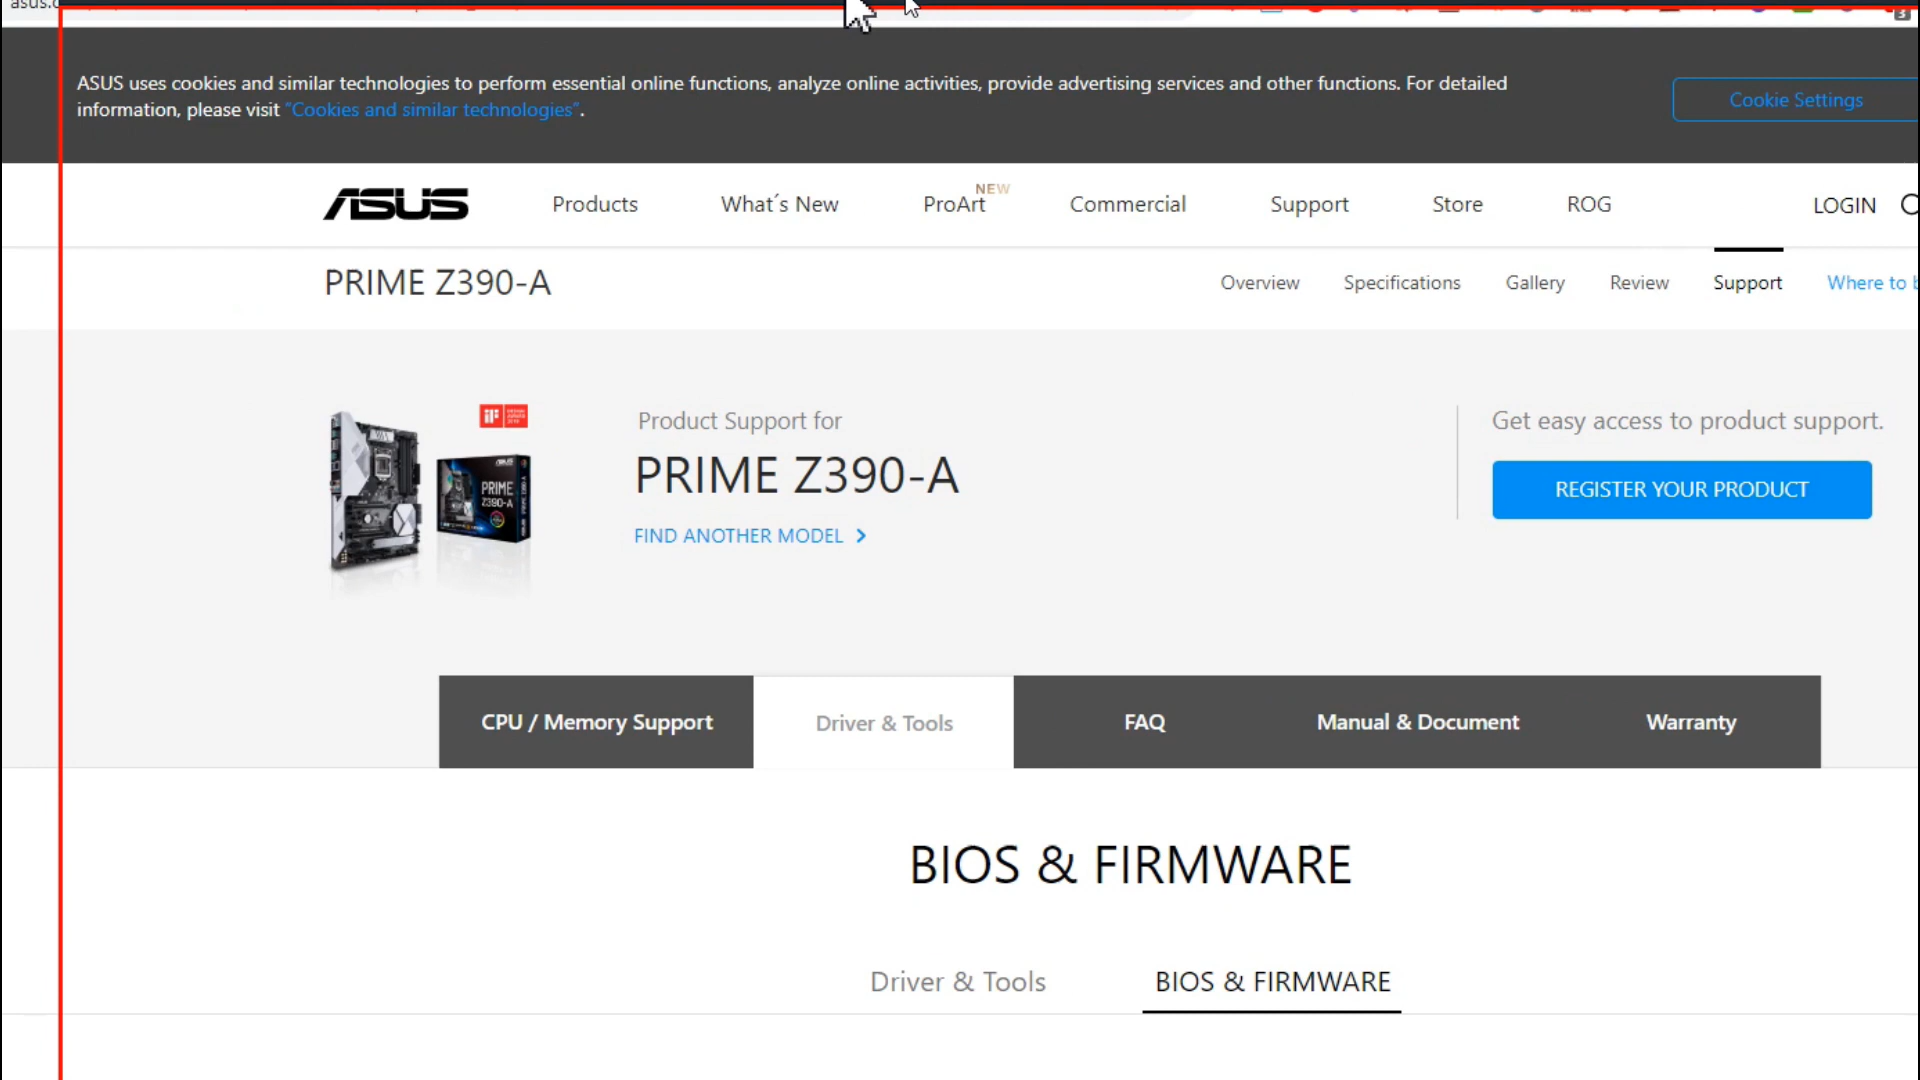 ASUS uses cookies and similar technologies to perform essential online functions, analyze online activities, provide advertising services and other functions. For detailed
information, please visit "Cookies and similar technologies".
Cookie Settings
ASUS
Products
What´s New
ProArt
NEW
Commercial
Support
Store
ROG
LOGIN
PRIME Z390-A
Overview
Specifications
Gallery
Review
Support
Where to
iF
PRIME
Z390-A
Product Support for
PRIME Z390-A
FIND ANOTHER MODEL
Get easy access to product support.
REGISTER YOUR PRODUCT
CPU / Memory Support
Driver & Tools
FAQ
Manual & Document
Warranty
BIOS & FIRMWARE
Driver & Tools
BIOS & FIRMWARE